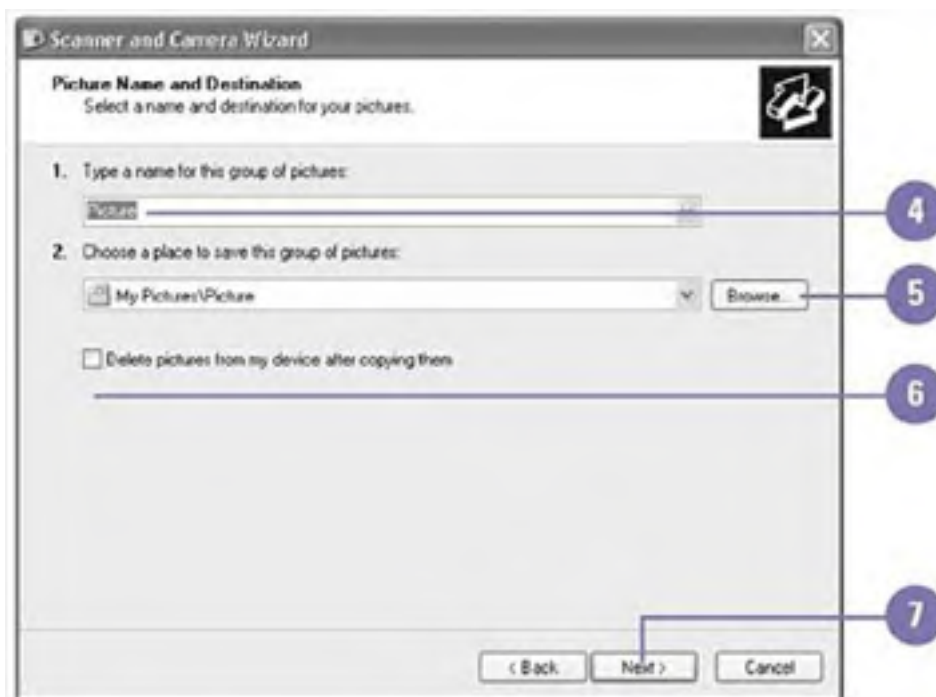 Scanner and Camera Wizard
Picture Name and Destination
Select a name and destination for your pictures.
1. Type a name for this group of pictures:
Picture
4
2. Choose a place to save this group of pictures:
My Pictures\Picture
Browse...
5
Delete pictures from my device after copying them
6
7
< Back
Next >
Cancel